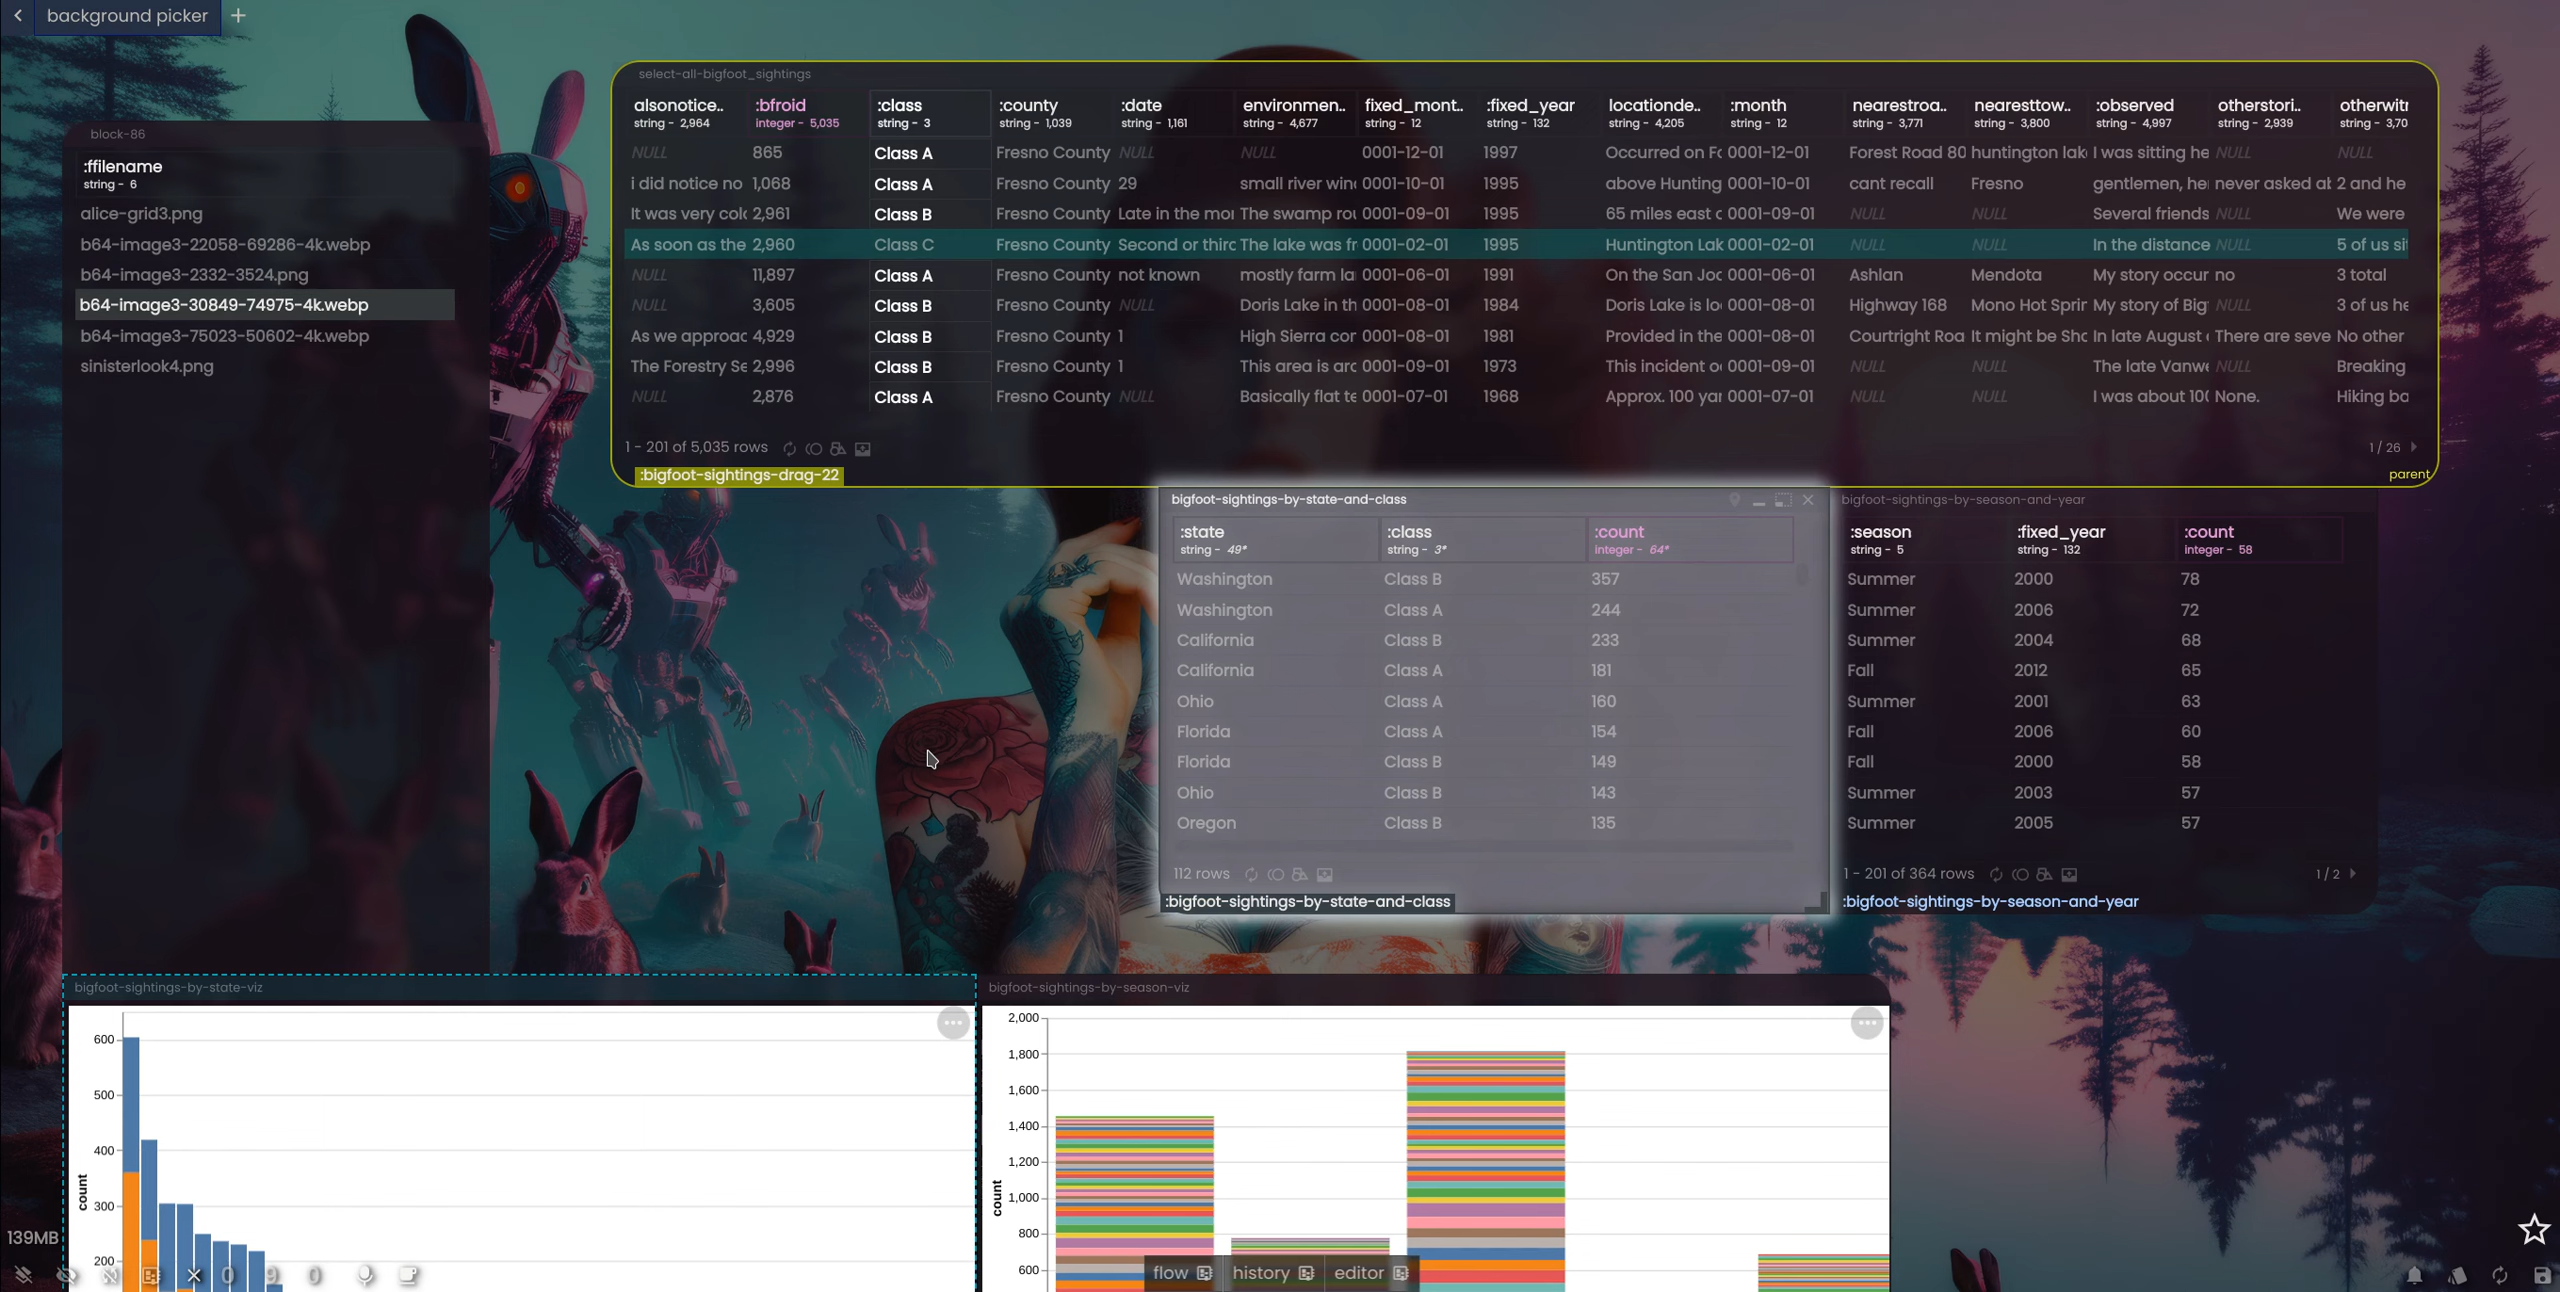 background picker +
select-all-bigfoot_sightings
alsonotice.. :bfroid :class :county :date environmen.. fixed_mont.. :fixed_year locationde.. :month nearestroa.. nearesttow.. :observed otherstori.. otherwitr
string - 2,964 integer - 5,035 string - 3 string - 1,039 string - 1,161 string - 4,677 string - 12 string - 132 string - 4,205 string - 12 string - 3,771 string - 3,800 string - 4,997 string - 2,939 string - 3,70
NULL 865 Class A Fresno County NULL NULL 0001-12-01 1997 Occurred on Fc 0001-12-01 Forest Road 80 huntington lake I was sitting he NULL NULL
i did notice no 1,068 Class A Fresno County 29 small river wind 0001-10-01 1995 above Hunting 0001-10-01 cant recall Fresno gentlemen, he never asked ab 2 and he
It was very colo 2,961 Class B Fresno County Late in the mor The swamp rou 0001-09-01 1995 65 miles east o 0001-09-01 NULL NULL Several friends NULL We were
As soon as the 2,960 Class C Fresno County Second or third The lake was fr 0001-02-01 1995 Huntington Lak 0001-02-01 NULL NULL In the distance NULL 5 of us sit
NULL 11,897 Class A Fresno County not known mostly farm la 0001-06-01 1991 On the San Joc 0001-06-01 Ashlan Mendota My story occur no 3 total
NULL 3,605 Class B Fresno County NULL Doris Lake in th 0001-08-01 1984 Doris Lake is lo 0001-08-01 Highway 168 Mono Hot Sprir My story of Big NULL 3 of us he
As we approac 4,929 Class B Fresno County 1 High Sierra cor 0001-08-01 1981 Provided in the 0001-08-01 Courtright Roa It might be Sho In late August There are seve No other
The Forestry Se 2,996 Class B Fresno County 1 This area is arc 0001-09-01 1973 This incident oc 0001-09-01 NULL NULL The late Vanwe NULL Breaking
NULL 2,876 Class A Fresno County NULL Basically flat te 0001-07-01 1968 Approx. 100 yar 0001-07-01 NULL NULL I was about 100 None. Hiking ba
1 - 201 of 5,035 rows 1 / 26
:bigfoot-sightings-drag-22 parent
block-86
:ffilename
string - 6
alice-grid3.png
b64-image3-22058-69286-4k.webp
b64-image3-2332-3524.png
b64-image3-30849-74975-4k.webp
b64-image3-75023-50602-4k.webp
sinisterlook4.png
bigfoot-sightings-by-state-and-class
:state :class :count
string - 49* string - 3* integer - 64*
Washington Class B 357
Washington Class A 244
California Class B 233
California Class A 181
Ohio Class A 160
Florida Class A 154
Florida Class B 149
Ohio Class B 143
Oregon Class B 135
112 rows
:bigfoot-sightings-by-state-and-class
bigfoot-sightings-by-season-and-year
:season :fixed_year :count
string - 5 string - 132 integer - 58
Summer 2000 78
Summer 2006 72
Summer 2004 68
Fall 2012 65
Summer 2001 63
Fall 2006 60
Fall 2000 58
Summer 2003 57
Summer 2005 57
1 - 201 of 364 rows 1 / 2
:bigfoot-sightings-by-season-and-year
bigfoot-sightings-by-state-viz
600
500
400
300
200
count
bigfoot-sightings-by-season-viz
2,000
1,800
1,600
1,400
1,200
1,000
800
600
count
139MB
0 9 0
flow history editor